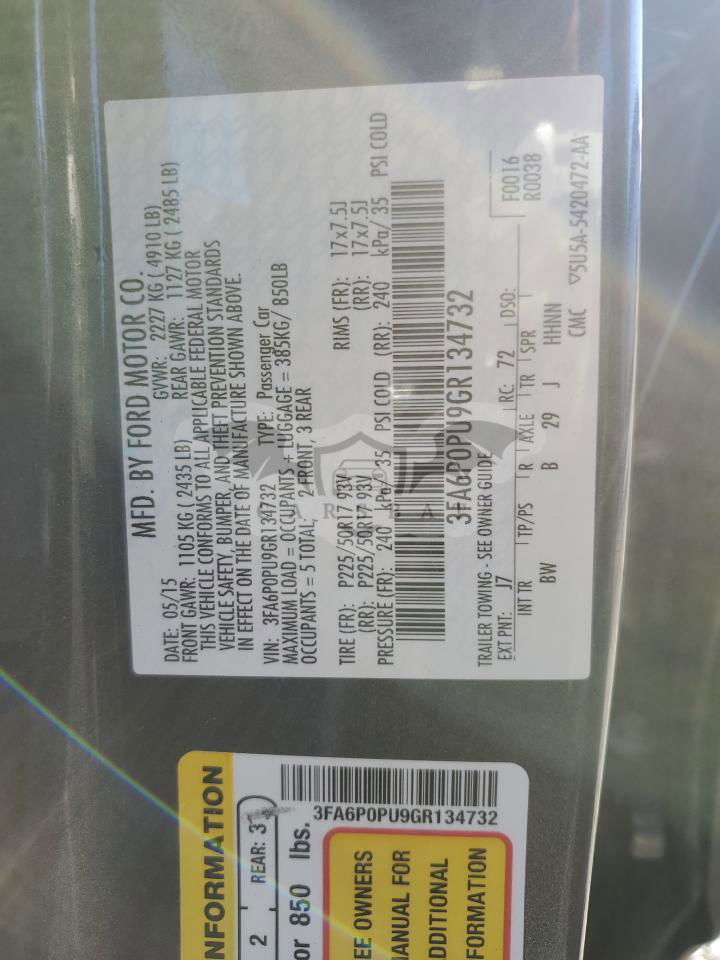 MFD. BY FORD MOTOR CO.
DATE: 05/15 GVWR: 2227 KG ( 4910 LB)
FRONT GAWR: 1105 KG ( 2435 LB) REAR GAWR: 1127 KG ( 2485 LB)
THIS VEHICLE CONFORMS TO ALL APPLICABLE FEDERAL MOTOR
VEHICLE SAFETY, BUMPER, AND THEFT PREVENTION STANDARDS
IN EFFECT ON THE DATE OF MANUFACTURE SHOWN ABOVE.
VIN: 3FA6P0PU9GR134732 TYPE: Passenger Car
MAXIMUM LOAD = OCCUPANTS + LUGGAGE = 385KG/ 850LB
OCCUPANTS = 5 TOTAL; 2 FRONT, 3 REAR
TIRE (FR): P225/50R17 93V RIMS (FR): 17x7.5J
(RR): P225/50R17 93V (RR): 17x7.5J
PRESSURE (FR): 240 kPa/ 35 PSI COLD (RR): 240 kPa/ 35 PSI COLD
3FA6P0PU9GR134732
TRAILER TOWING - SEE OWNER GUIDE
EXT PNT: J7 RC: 72 DSO: F0016
R0038
INT TR TP/PS R AXLE TR SPR
BW B 29 J HHNN
CMC ▽5U5A-5420472-AA
NFORMATION
2 REAR: 3
or 850 lbs.
3FA6P0PU9GR134732
EE OWNERS
ANUAL FOR
DDITIONAL
FORMATION